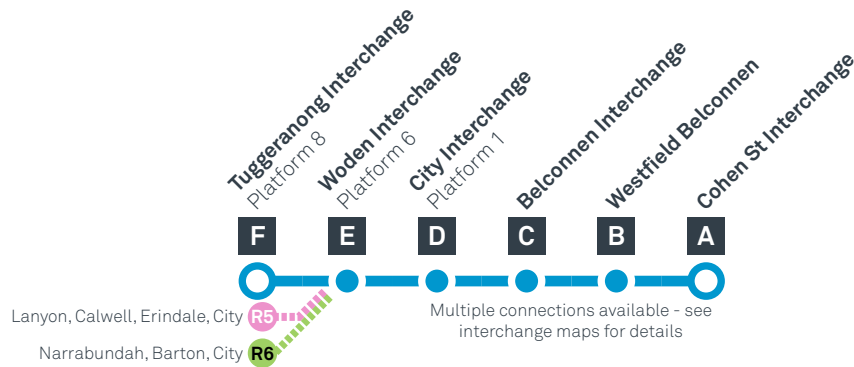 Tuggeranong Interchange
Platform 8
Woden Interchange
Platform 6
City Interchange
Platform 1
Belconnen Interchange
Westfield Belconnen
Cohen St Interchange
F
E
D
C
B
A
Lanyon, Calwell, Erindale, City R5
Narrabundah, Barton, City R6
Multiple connections available - see
interchange maps for details